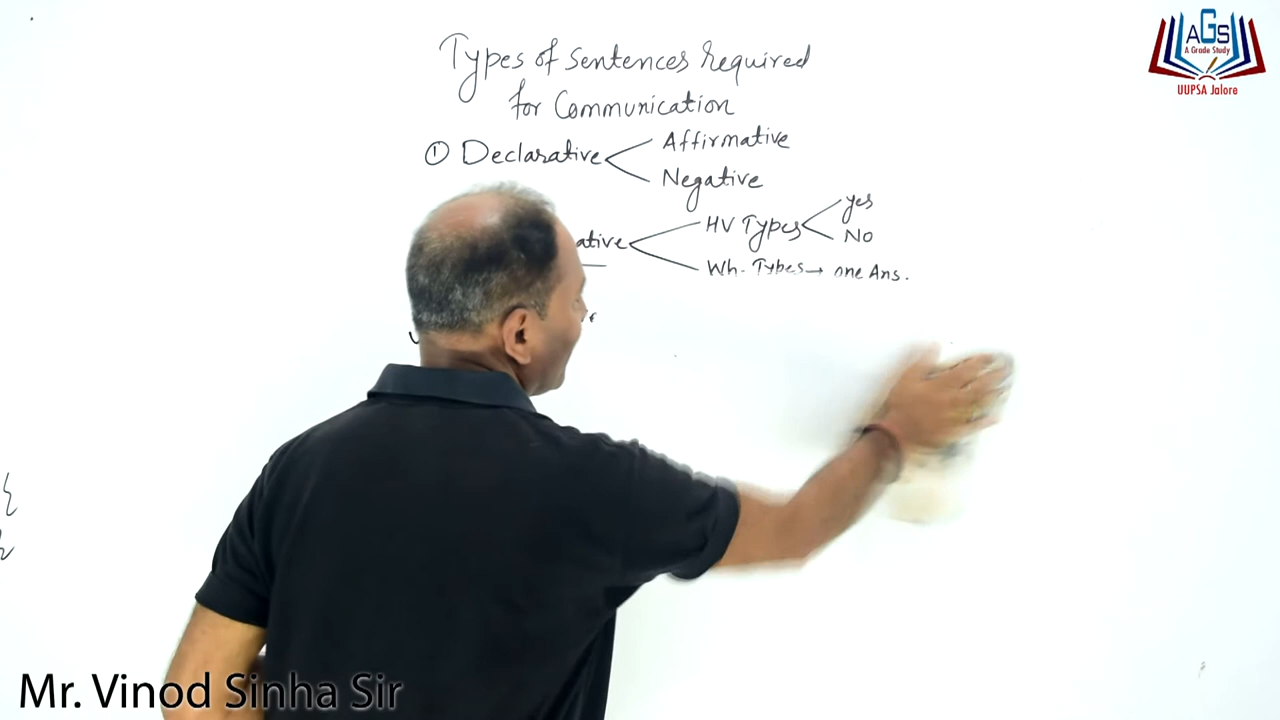 Types of Sentences Required
for Communication
① Declarative
Affirmative
Negative
ative
HV Types
yes
No
Wh- Types → one Ans.
AGS
A Grade Study
UUPSA Jalore
Mr. Vinod Sinha Sir